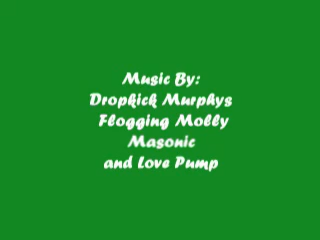 Music By:
Dropkick Murphys
Flogging Molly
Masonic
and Love Pump